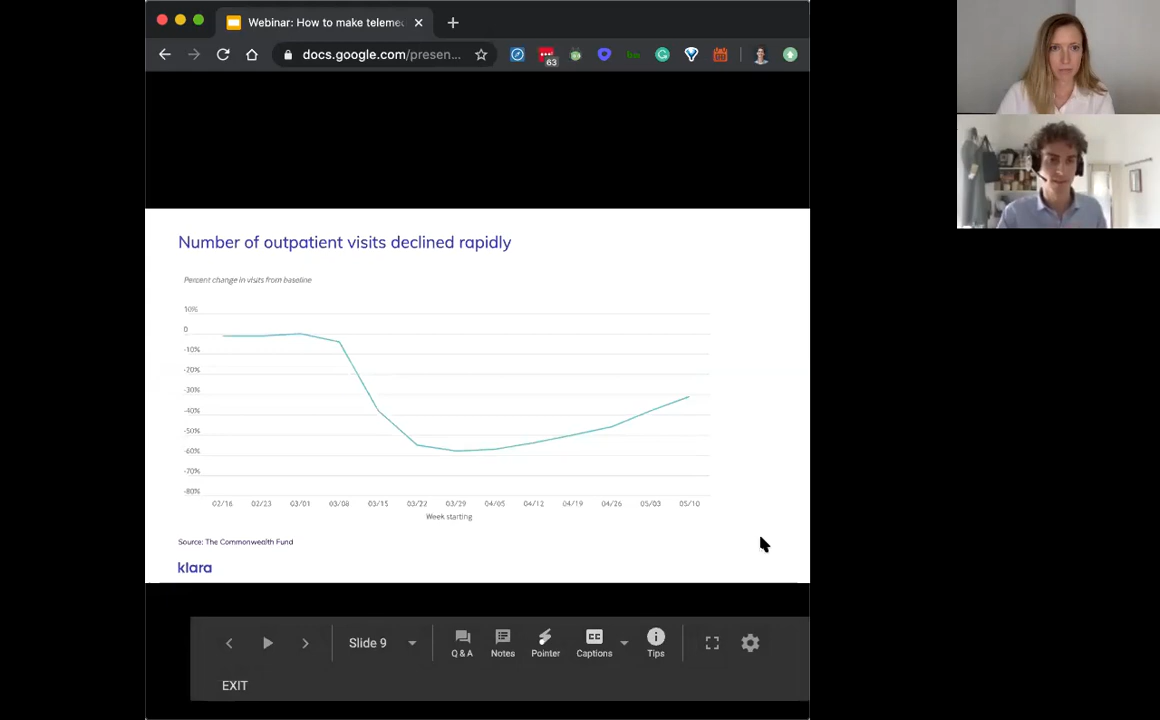 Webinar: How to make teleme
docs.google.com/presen...
63
Number of outpatient visits declined rapidly
Percent change in visits from baseline
10%
0
-10%
-20%
-30%
-40%
-50%
-60%
-70%
-80%
02/16 02/23 03/01 03/08 03/15 03/22 03/29 04/05 04/12 04/19 04/26 05/03 05/10
Week starting
Source: The Commonwealth Fund
klara
Slide 9
Q & A Notes Pointer Captions Tips
EXIT